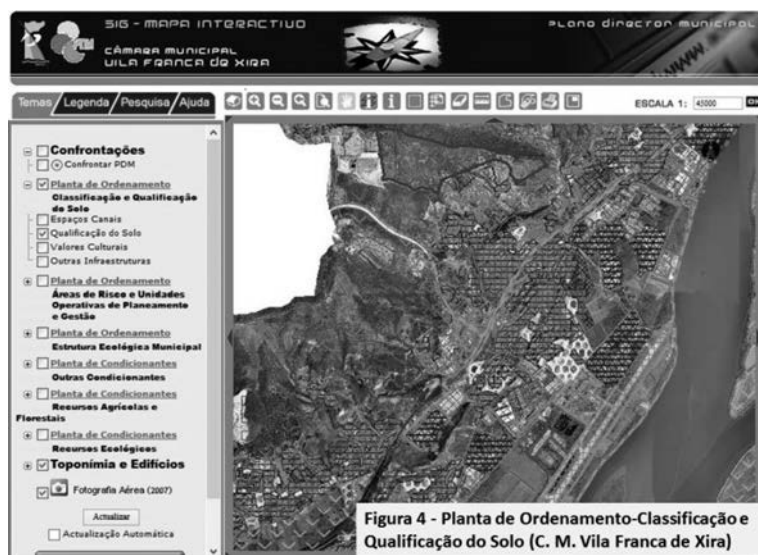 SIG - MAPA INTERACTIVO
PLANO DIRECTOR MUNICIPAL
CÂMARA MUNICIPAL
VILA FRANCA DE XIRA
PDM
www
Temas Legenda Pesquisa Ajuda
ESCALA 1: 45000
Confrontações
Confrontar PDM
Planta de Ordenamento
Classificação e Qualificação
do Solo
Espaços Canais
Qualificação do Solo
Valores Culturais
Outras Infraestruturas
Planta de Ordenamento
Áreas de Risco e Unidades
Operativas de Planeamento
e Gestão
Planta de Ordenamento
Estrutura Ecológica Municipal
Planta de Condicionantes
Outras Condicionantes
Planta de Condicionantes
Recursos Agrícolas e
Florestais
Planta de Condicionantes
Recursos Ecológicos
Toponímia e Edifícios
Fotografia Aérea (2007)
Actualizar
Actualização Automática
Figura 4 - Planta de Ordenamento-Classificação e
Qualificação do Solo (C. M. Vila Franca de Xira)